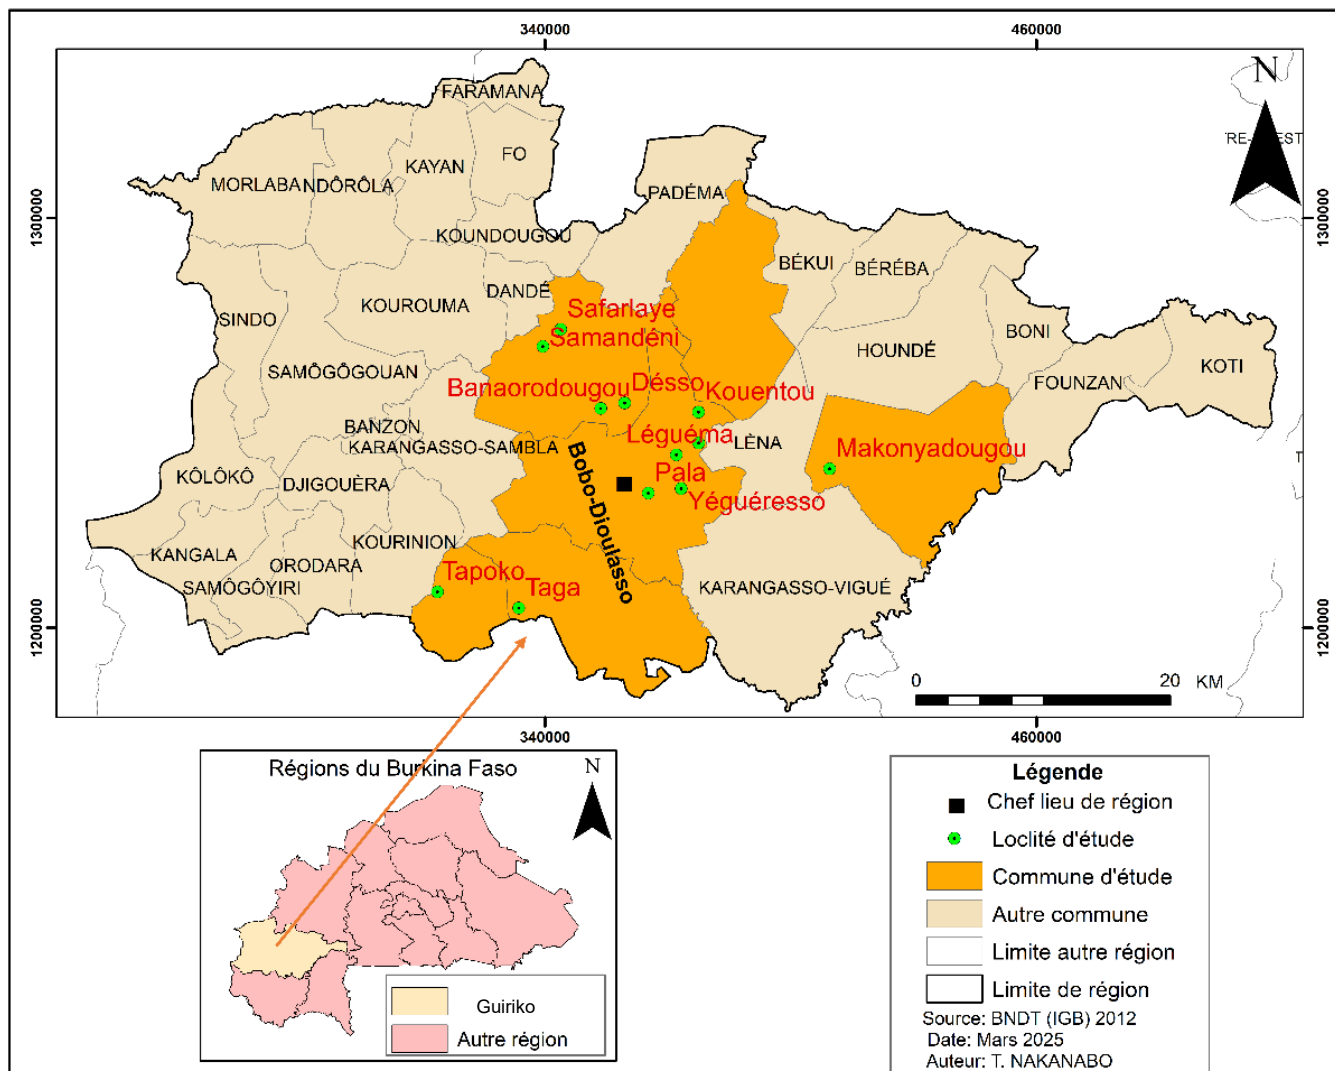 340000
460000
N
FARAMANA
FO
KAYAN
MORLABA
NDÔRÔLA
PADÉMA
1300000
1300000
KOUNDOUGOU
BÉKUI
BÉRÉBA
DANDÉ
KOUROUMA
SINDO
Safarlaye
Samandéni
BONI
HOUNDÉ
KOTI
FOUNZAN
SAMÔGÔGOUAN
Banaorodougou
Désso
Kouentou
BANZON
KARANGASSO-SAMBLA
Léguéma
LÈNA
Makonyadougou
KÔLÔKÔ
DJIGOUÈRA
Bobo-Dioulasso
Pala
Yéguéresso
KANGALA
KOURINION
ORODARA
SAMÔGÔYIRI
Tapoko
Taga
KARANGASSO-VIGUÉ
1200000
1200000
0
20
KM
340000
460000
Régions du Burkina Faso
N
Guiriko
Autre région
Légende
Chef lieu de région
Loclité d'étude
Commune d'étude
Autre commune
Limite autre région
Limite de région
Source: BNDT (IGB) 2012
Date: Mars 2025
Auteur: T. NAKANABO